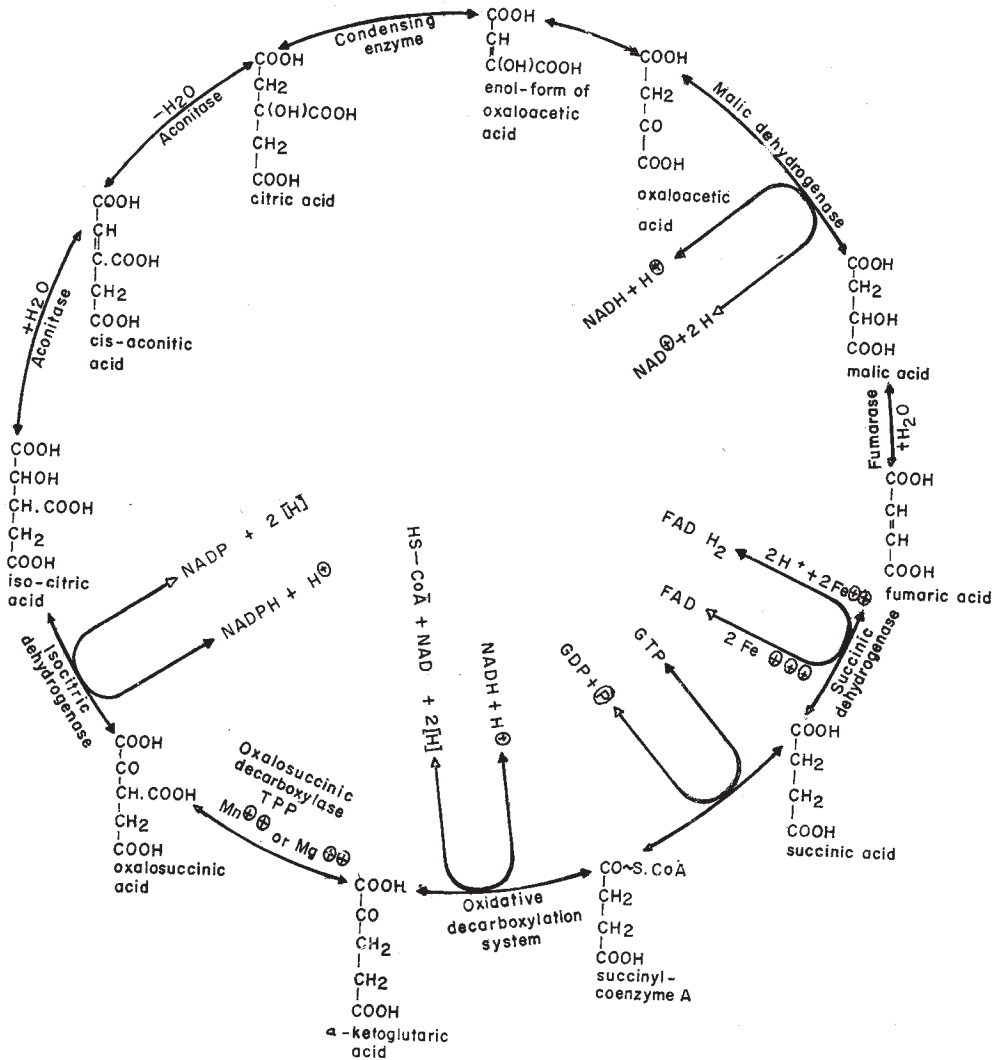 COOH
CH
C(OH)COOH
enol-form of
oxaloacetic
acid
COOH
CH2
CO
COOH
oxaloacetic
acid
Malic dehydrogenase
NADH + H⊕
NAD⊕ + 2H
COOH
CH2
CHOH
COOH
malic acid
Fumarase
+H2O
COOH
CH
CH
COOH
fumaric acid
Succinic
dehydrogenase
FAD H2
2H + + 2Fe⊕⊕
FAD
2 Fe ⊕⊕⊕
COOH
CH2
CH2
COOH
succinic acid
GTP
GDP + Ⓟ
CO~S.CoA
CH2
CH2
COOH
succinyl-
coenzyme A
Oxidative
decarboxylation
system
HS-CoA + NAD + 2[H]
NADH + H⊕
COOH
CO
CH2
CH2
COOH
α-ketoglutaric
acid
Oxalosuccinic
decarboxylase
TPP
Mn⊕⊕ or Mg ⊕⊕
COOH
CO
CH.COOH
CH2
COOH
oxalosuccinic
acid
Isocitric
dehydrogenase
NADP + 2 [H]
NADPH + H⊕
COOH
CHOH
CH.COOH
CH2
COOH
iso-citric
acid
+H2O
Aconitase
COOH
CH
C.COOH
CH2
COOH
cis-aconitic
acid
-H2O
Aconitase
COOH
CH2
C(OH)COOH
CH2
COOH
citric acid
Condensing
enzyme